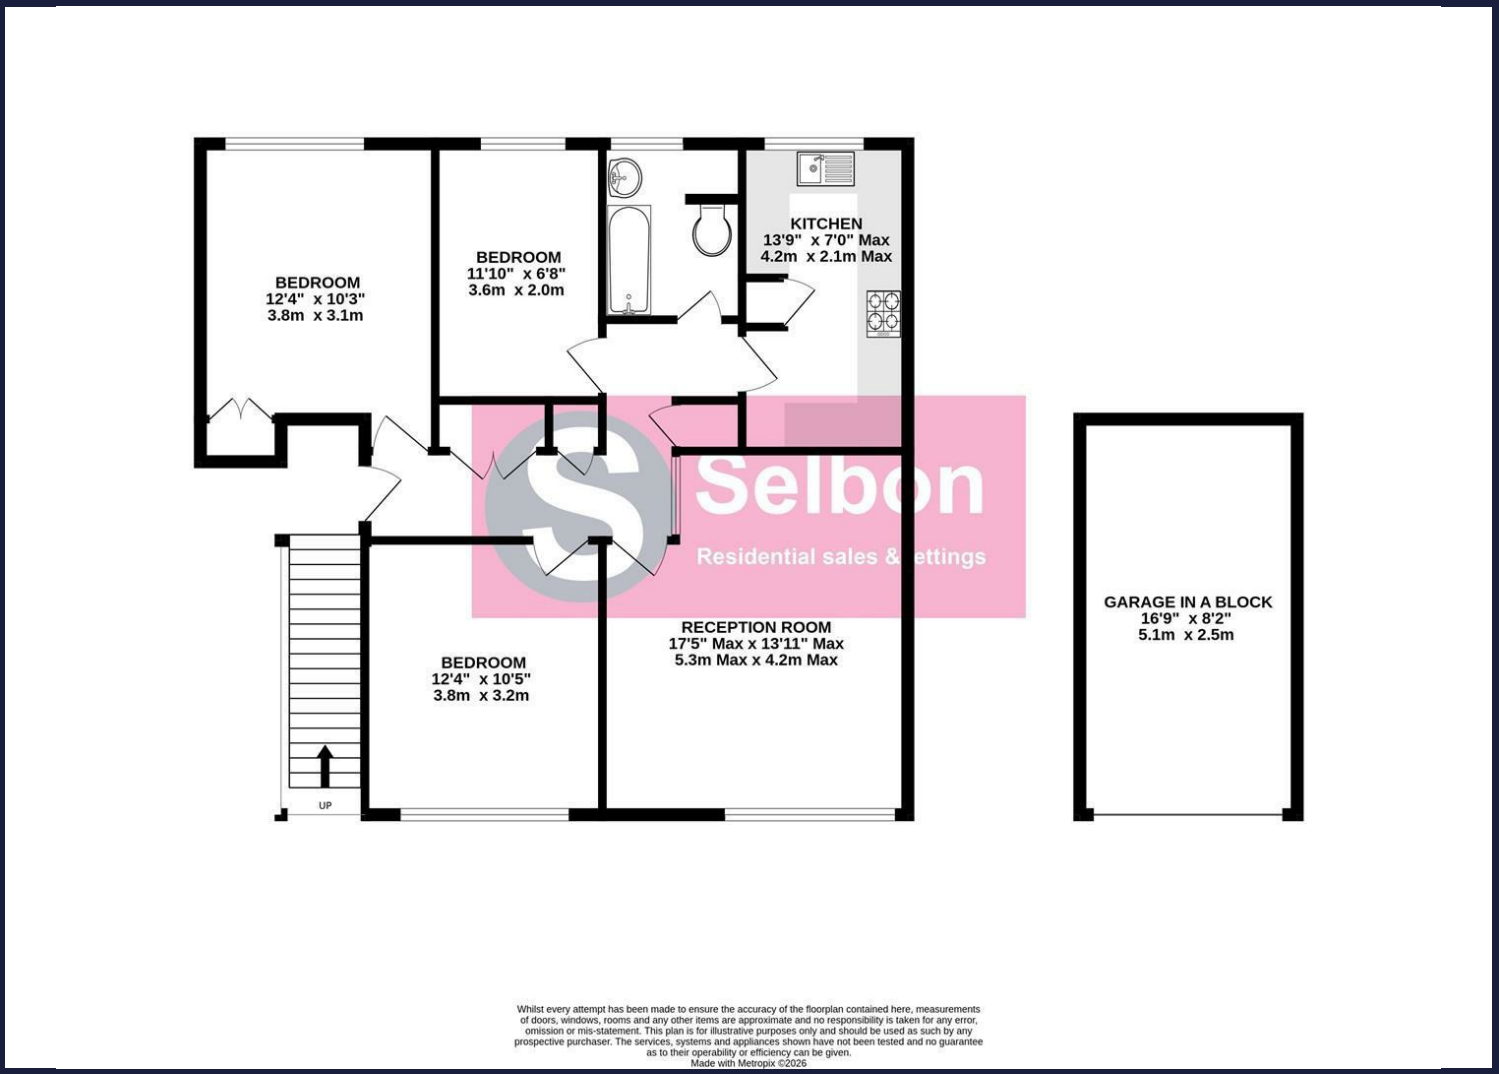 BEDROOM
12'4" x 10'3"
3.8m x 3.1m
BEDROOM
11'10" x 6'8"
3.6m x 2.0m
KITCHEN
13'9" x 7'0" Max
4.2m x 2.1m Max
S
Selbon
Residential sales & lettings
BEDROOM
12'4" x 10'5"
3.8m x 3.2m
RECEPTION ROOM
17'5" Max x 13'11" Max
5.3m Max x 4.2m Max
GARAGE IN A BLOCK
16'9" x 8'2"
5.1m x 2.5m
UP
Whilst every attempt has been made to ensure the accuracy of the floorplan contained here, measurements
of doors, windows, rooms and any other items are approximate and no responsibility is taken for any error,
omission or mis-statement. This plan is for illustrative purposes only and should be used as such by any
prospective purchaser. The services, systems and appliances shown have not been tested and no guarantee
as to their operability or efficiency can be given.
Made with Metropix ©2026